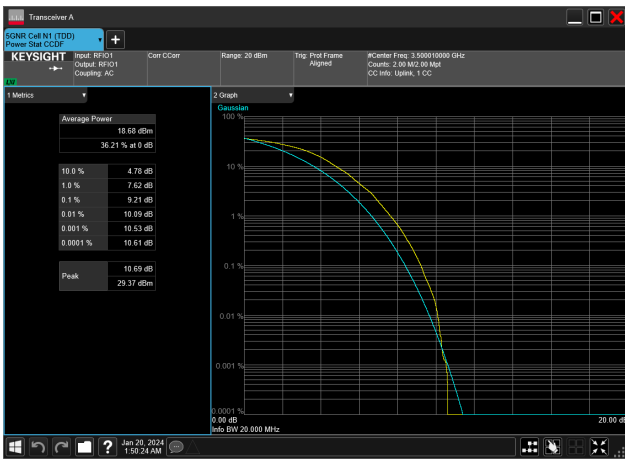 Transceiver A
5GNR Cell N1 (TDD)
Power Stat CCDF
KEYSIGHT
Input: RFIO1
Output: RFIO1
Coupling: AC
Corr CCorr
Range: 20 dBm
Trig: Prot Frame
Aligned
#Center Freq: 3.500010000 GHz
Counts: 2.00 M/2.00 Mpt
CC Info: Uplink, 1 CC
1 Metrics
Average Power
18.68 dBm
36.21 % at 0 dB
10.0 % 4.78 dB
1.0 % 7.62 dB
0.1 % 9.21 dB
0.01 % 10.09 dB
0.001 % 10.53 dB
0.0001 % 10.61 dB
Peak
10.69 dB
29.37 dBm
2 Graph
Gaussian
100 %
10 %
1 %
0.1 %
0.01 %
0.001 %
0.0001 %
0.00 dB
20.00 dB
Info BW 20.000 MHz
Jan 20, 2024
1:50:24 AM